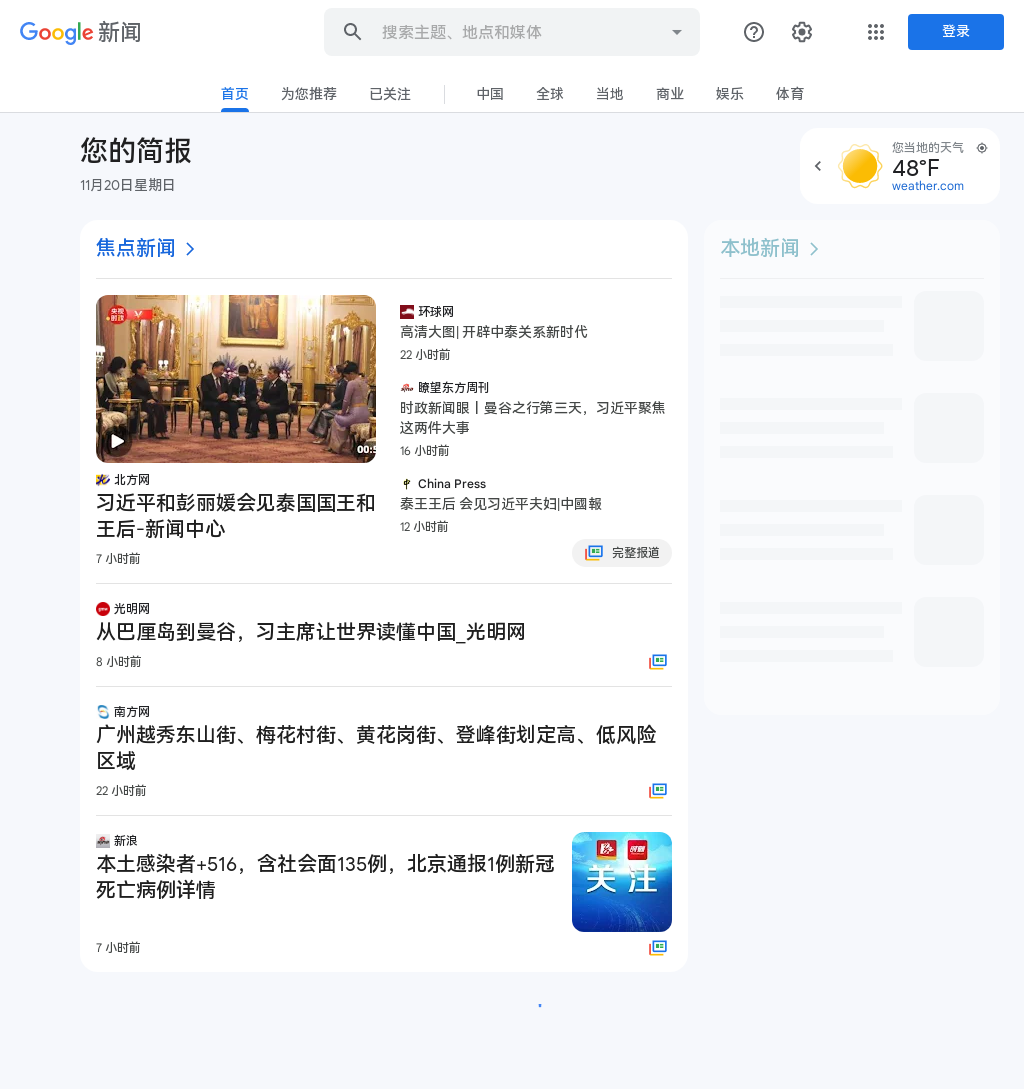 Google 新闻
搜索主题、地点和媒体
登录
首页
为您推荐
已关注
中国
全球
当地
商业
娱乐
体育
您的简报
11月20日星期日
您当地的天气
48°F
weather.com
焦点新闻
央视
时政
00:5
北方网
习近平和彭丽媛会见泰国国王和
王后-新闻中心
7 小时前
环球网
高清大图| 开辟中泰关系新时代
22 小时前
瞭望东方周刊
时政新闻眼丨曼谷之行第三天，习近平聚焦
这两件大事
16 小时前
China Press
泰王王后 会见习近平夫妇|中國報
12 小时前
完整报道
光明网
从巴厘岛到曼谷，习主席让世界读懂中国_光明网
8 小时前
南方网
广州越秀东山街、梅花村街、黄花岗街、登峰街划定高、低风险
区域
22 小时前
新浪
本土感染者+516，含社会面135例，北京通报1例新冠
死亡病例详情
7 小时前
关 注
本地新闻